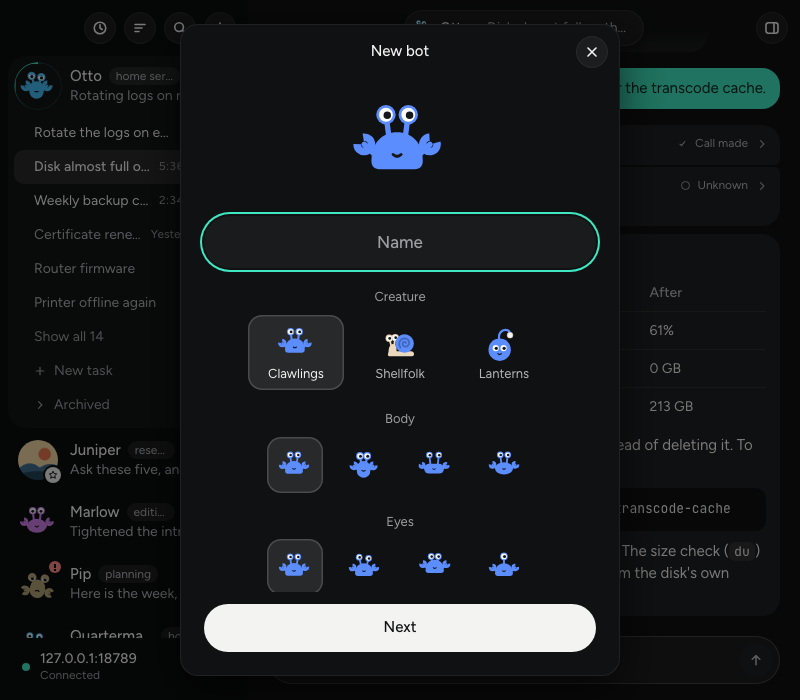 New bot
Name
Creature
Clawlings
Shellfolk
Lanterns
Body
Eyes
Next
Otto home ser...
Rotating logs on
Rotate the logs on e...
Disk almost full o... 5:36
Weekly backup c... 2:34
Certificate rene... Yeste
Router firmware
Printer offline again
Show all 14
+ New task
Archived
Juniper rese...
Ask these five, an
Marlow editi...
Tightened the intr
Pip planning
Here is the week,
Quarterma
127.0.0.1:18789
Connected
the transcode cache.
Call made
Unknown
After
61%
0 GB
213 GB
ead of deleting it. To
transcode-cache
The size check ( du )
m the disk's own